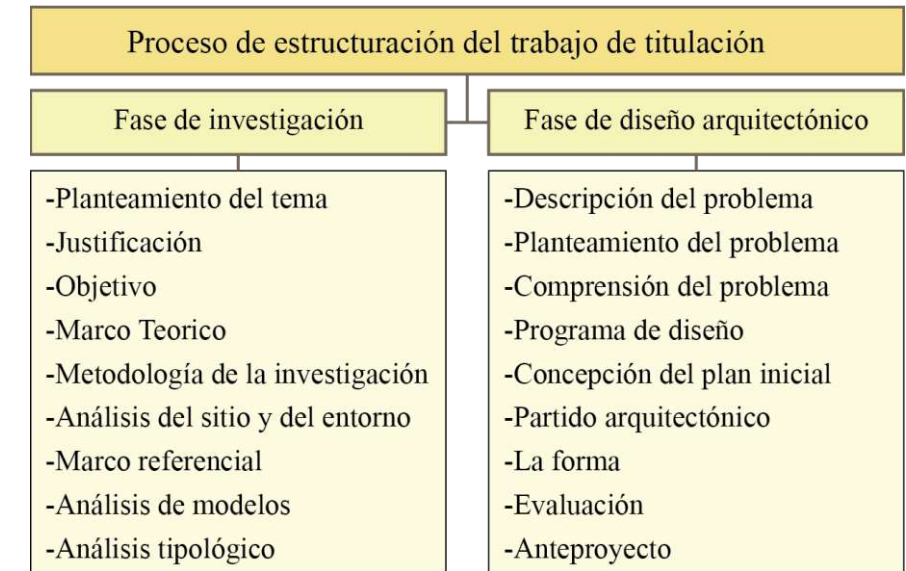 Proceso de estructuración del trabajo de titulación
Fase de investigación
-Planteamiento del tema
-Justificación
-Objetivo
-Marco Teorico
-Metodología de la investigación
-Análisis del sitio y del entorno
-Marco referencial
-Análisis de modelos
-Análisis tipológico
Fase de diseño arquitectónico
-Descripción del problema
-Planteamiento del problema
-Comprensión del problema
-Programa de diseño
-Concepción del plan inicial
-Partido arquitectónico
-La forma
-Evaluación
-Anteproyecto